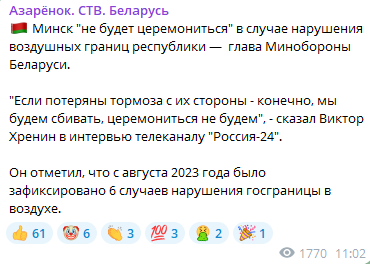 Азарёнок. СТВ. Беларусь
🇧🇾 Минск "не будет церемониться" в случае нарушения
воздушных границ республики — глава Минобороны
Беларуси.
"Если потеряны тормоза с их стороны - конечно, мы
будем сбивать, церемониться не будем", - сказал Виктор
Хренин в интервью телеканалу "Россия-24".
Он отметил, что с августа 2023 года было
зафиксировано 6 случаев нарушения госграницы в
воздухе.
👍 61 🤡 6 👏 3 💯 3 🤮 2 🎉 1
1770 11:02